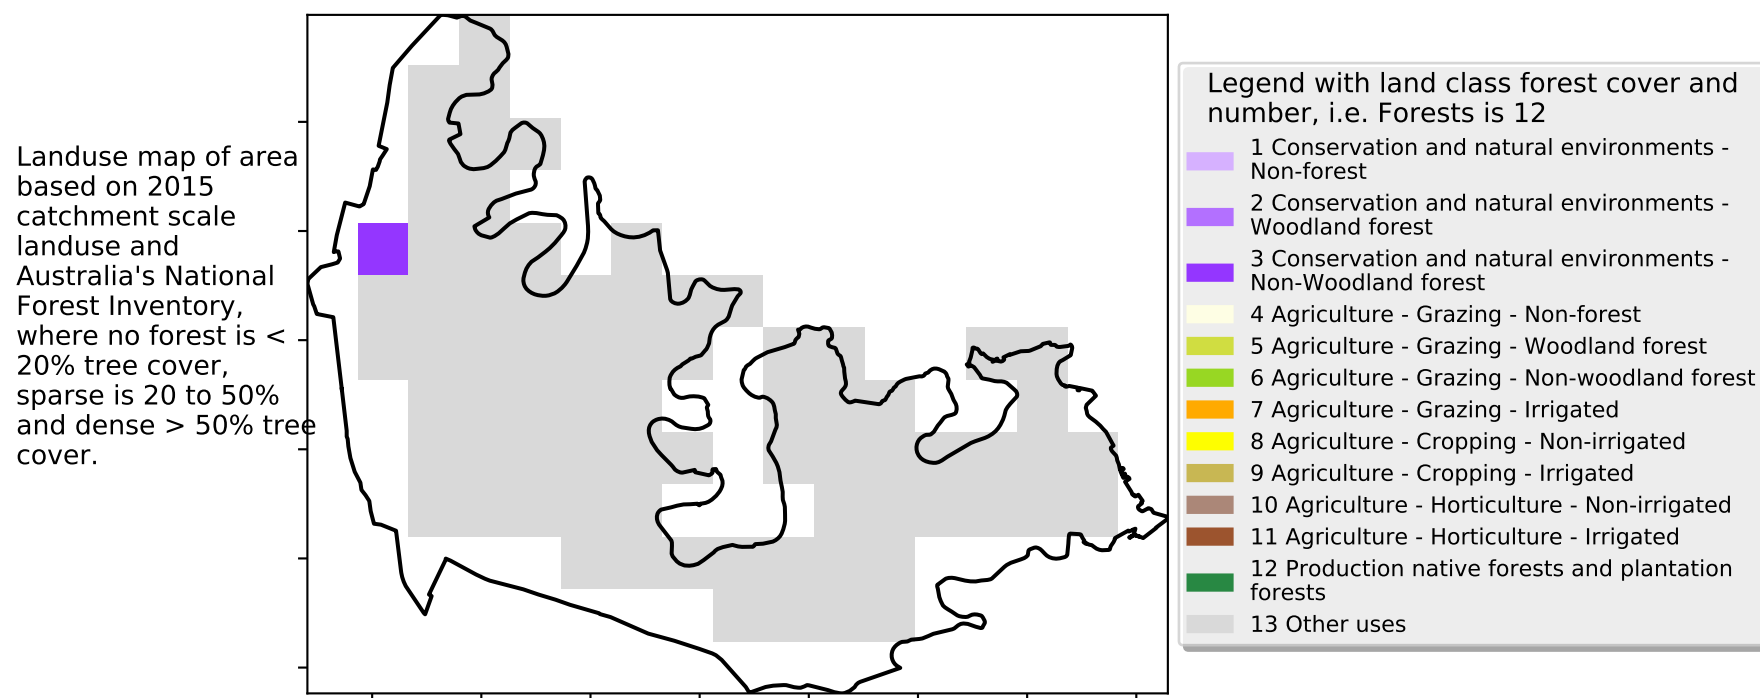 Landuse map of area
based on 2015
catchment scale
landuse and
Australia's National
Forest Inventory,
where no forest is <
20% tree cover,
sparse is 20 to 50%
and dense > 50% tree
cover.
Legend with land class forest cover and
number, i.e. Forests is 12
1 Conservation and natural environments -
Non-forest
2 Conservation and natural environments -
Woodland forest
3 Conservation and natural environments -
Non-Woodland forest
4 Agriculture - Grazing - Non-forest
5 Agriculture - Grazing - Woodland forest
6 Agriculture - Grazing - Non-woodland forest
7 Agriculture - Grazing - Irrigated
8 Agriculture - Cropping - Non-irrigated
9 Agriculture - Cropping - Irrigated
10 Agriculture - Horticulture - Non-irrigated
11 Agriculture - Horticulture - Irrigated
12 Production native forests and plantation
forests
13 Other uses